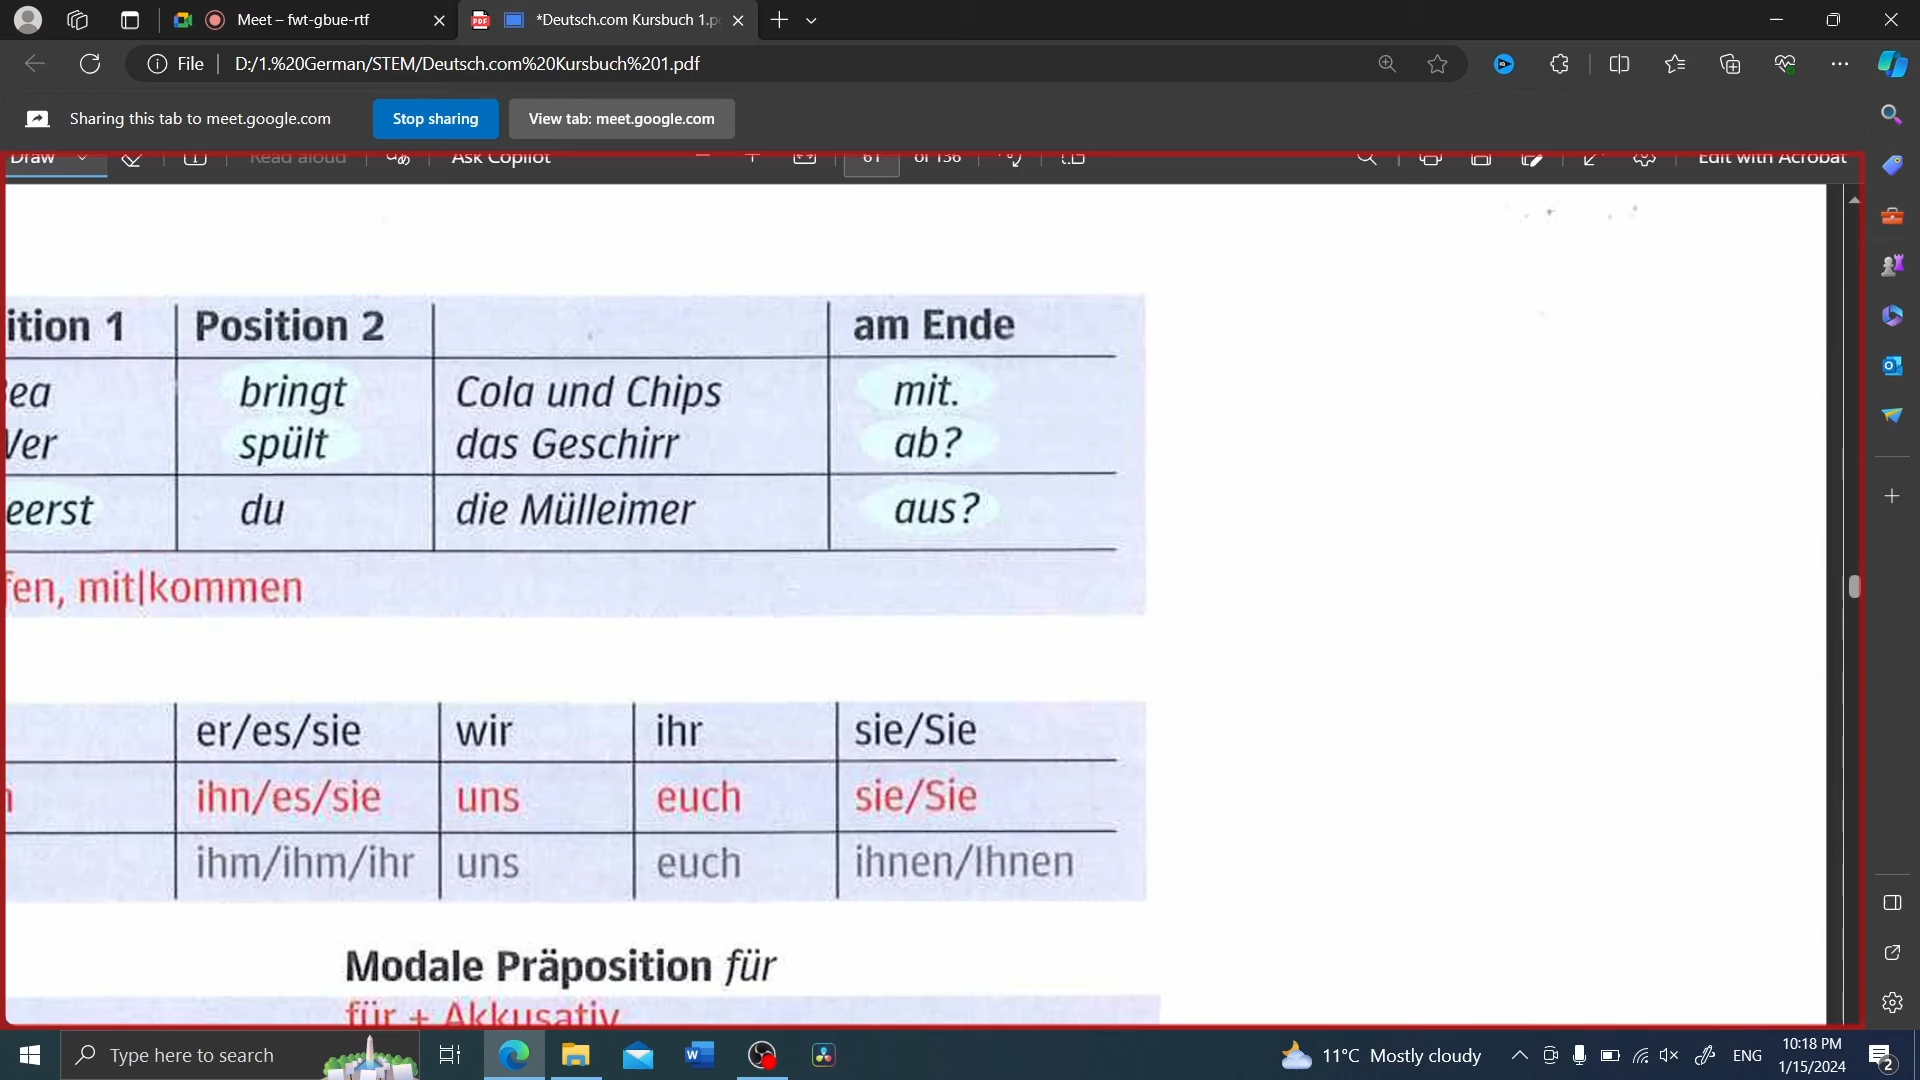 Meet – fwt-gbue-rtf
*Deutsch.com Kursbuch 1.p
File
D:/1.%20German/STEM/Deutsch.com%20Kursbuch%201.pdf
Sharing this tab to meet.google.com
Stop sharing
View tab: meet.google.com
Draw
Read aloud
Ask Copilot
61
of 136
Edit with Acrobat
ition 1 Position 2 am Ende
ea bringt Cola und Chips mit.
Ver spült das Geschirr ab?
eerst du die Mülleimer aus?
fen, mit|kommen
er/es/sie wir ihr sie/Sie
ihn/es/sie uns euch sie/Sie
ihm/ihm/ihr uns euch ihnen/Ihnen
Modale Präposition für
für + Akkusativ
Type here to search
11°C Mostly cloudy
ENG
10:18 PM
1/15/2024
2